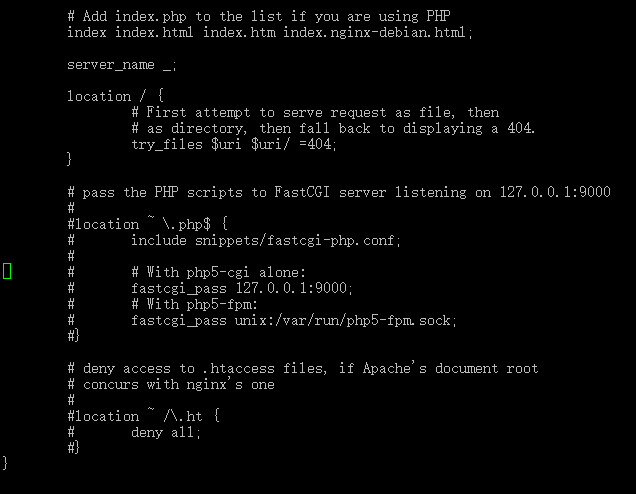 # Add index.php to the list if you are using PHP
index index.html index.htm index.nginx-debian.html;
server_name _;
location / {
# First attempt to serve request as file, then
# as directory, then fall back to displaying a 404.
try_files $uri $uri/ =404;
}
# pass the PHP scripts to FastCGI server listening on 127.0.0.1:9000
#
#location ~ \.php$ {
#       include snippets/fastcgi-php.conf;
#
#       # With php5-cgi alone:
#       fastcgi_pass 127.0.0.1:9000;
#       # With php5-fpm:
#       fastcgi_pass unix:/var/run/php5-fpm.sock;
#}
# deny access to .htaccess files, if Apache's document root
# concurs with nginx's one
#
#location ~ /\.ht {
#       deny all;
#}
}